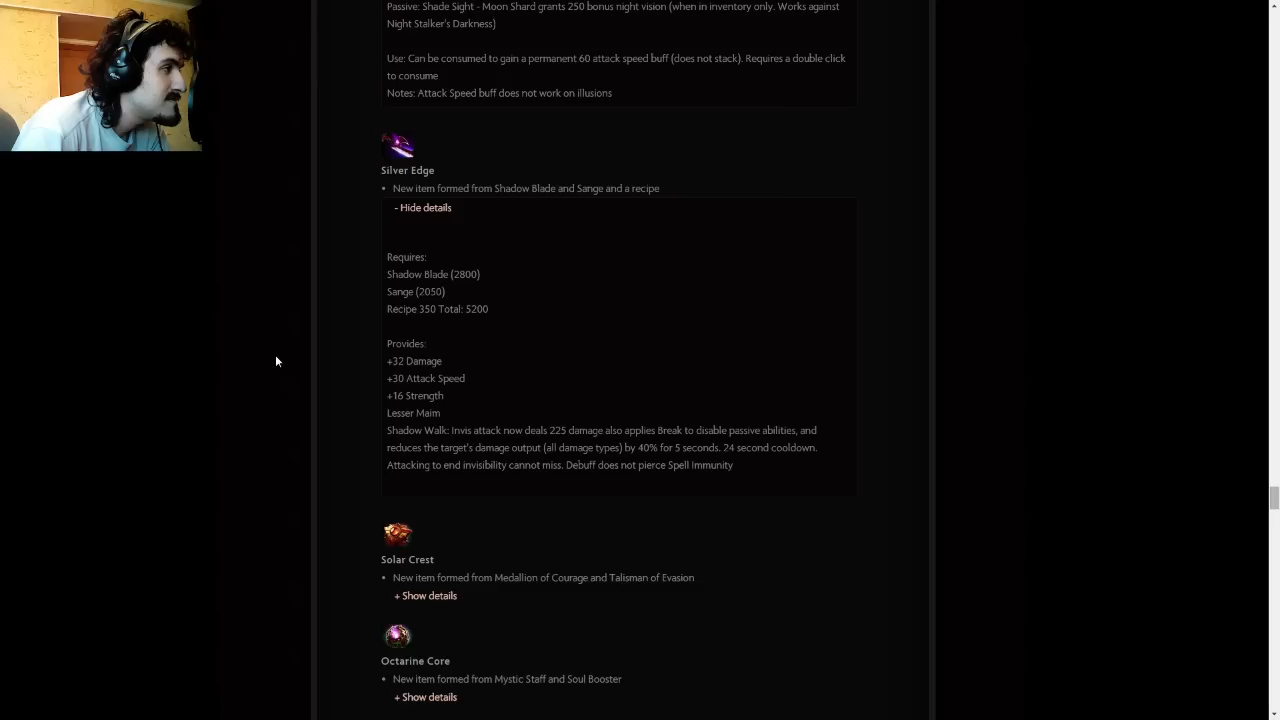 Passive: Shade Sight - Moon Shard grants 250 bonus night vision (when in inventory only. Works against
Night Stalker's Darkness)
Use: Can be consumed to gain a permanent 60 attack speed buff (does not stack). Requires a double click
to consume
Notes: Attack Speed buff does not work on illusions
Silver Edge
• New item formed from Shadow Blade and Sange and a recipe
- Hide details
Requires:
Shadow Blade (2800)
Sange (2050)
Recipe 350 Total: 5200
Provides:
+32 Damage
+30 Attack Speed
+16 Strength
Lesser Maim
Shadow Walk: Invis attack now deals 225 damage also applies Break to disable passive abilities, and
reduces the target's damage output (all damage types) by 40% for 5 seconds. 24 second cooldown.
Attacking to end invisibility cannot miss. Debuff does not pierce Spell Immunity
Solar Crest
• New item formed from Medallion of Courage and Talisman of Evasion
+ Show details
Octarine Core
• New item formed from Mystic Staff and Soul Booster
+ Show details